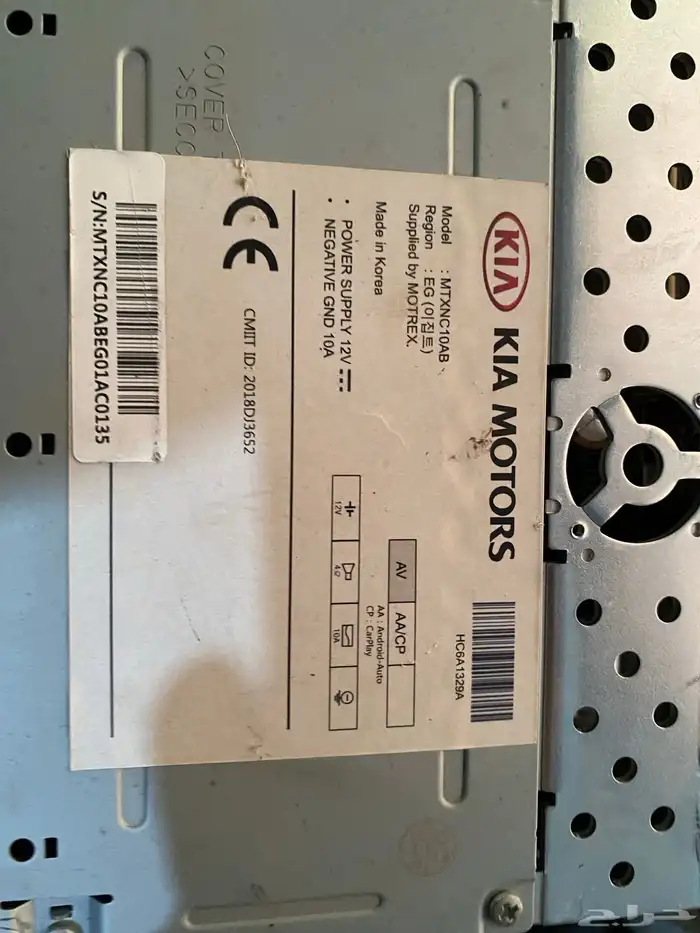 COVER
>SECC
KIA
KIA MOTORS
HC6A1329A
Model : MTXNC10AB
Region : EG (이집트)
Supplied by MOTREX.
Made in Korea
AV
AA/CP
AA : Android-Auto
CP : CarPlay
• POWER SUPPLY 12V
• NEGATIVE GND 10A
12V
4Ω
10A
CE
CMIIT ID: 2018DJ3652
S/N:MTXNC10ABEG01AC0135
حراج